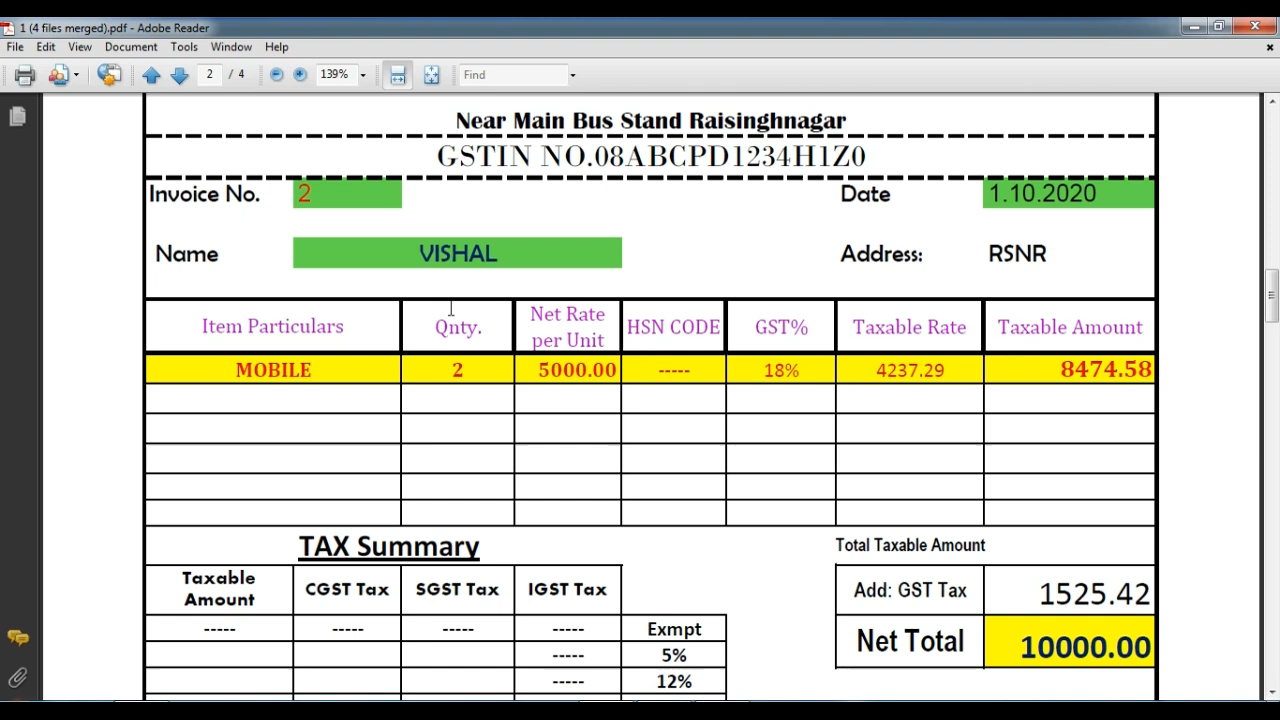 1 (4 files merged).pdf - Adobe Reader
File Edit View Document Tools Window Help
2 / 4 139% Find
Near Main Bus Stand Raisinghnagar
GSTIN NO.08ABCPD1234H1Z0
Invoice No. 2 Date 1.10.2020
Name VISHAL Address: RSNR
Item Particulars Qnty. Net Rate per Unit HSN CODE GST% Taxable Rate Taxable Amount
MOBILE 2 5000.00 ----- 18% 4237.29 8474.58
TAX Summary Total Taxable Amount
Taxable Amount CGST Tax SGST Tax IGST Tax Add: GST Tax 1525.42
----- ----- ----- ----- Exmpt Net Total 10000.00
----- 5%
----- 12%